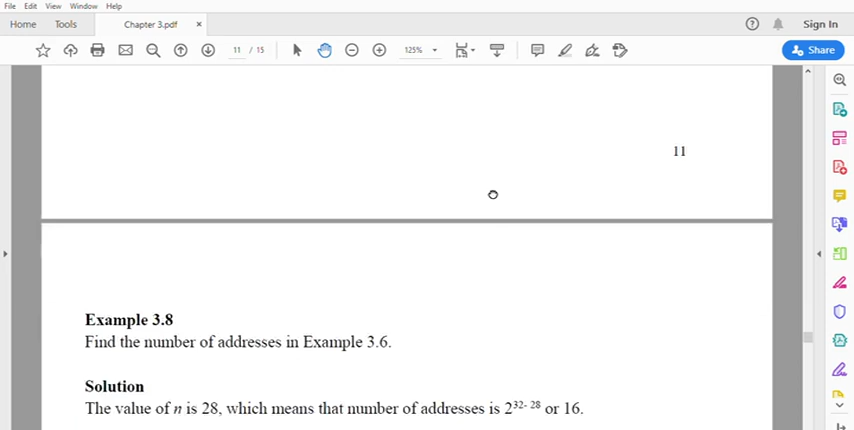 File Edit View Window Help
Home Tools Chapter 3.pdf × Sign In
11 / 15 125% Share
11
Example 3.8
Find the number of addresses in Example 3.6.
Solution
The value of n is 28, which means that number of addresses is 2³²⁻ ²⁸ or 16.